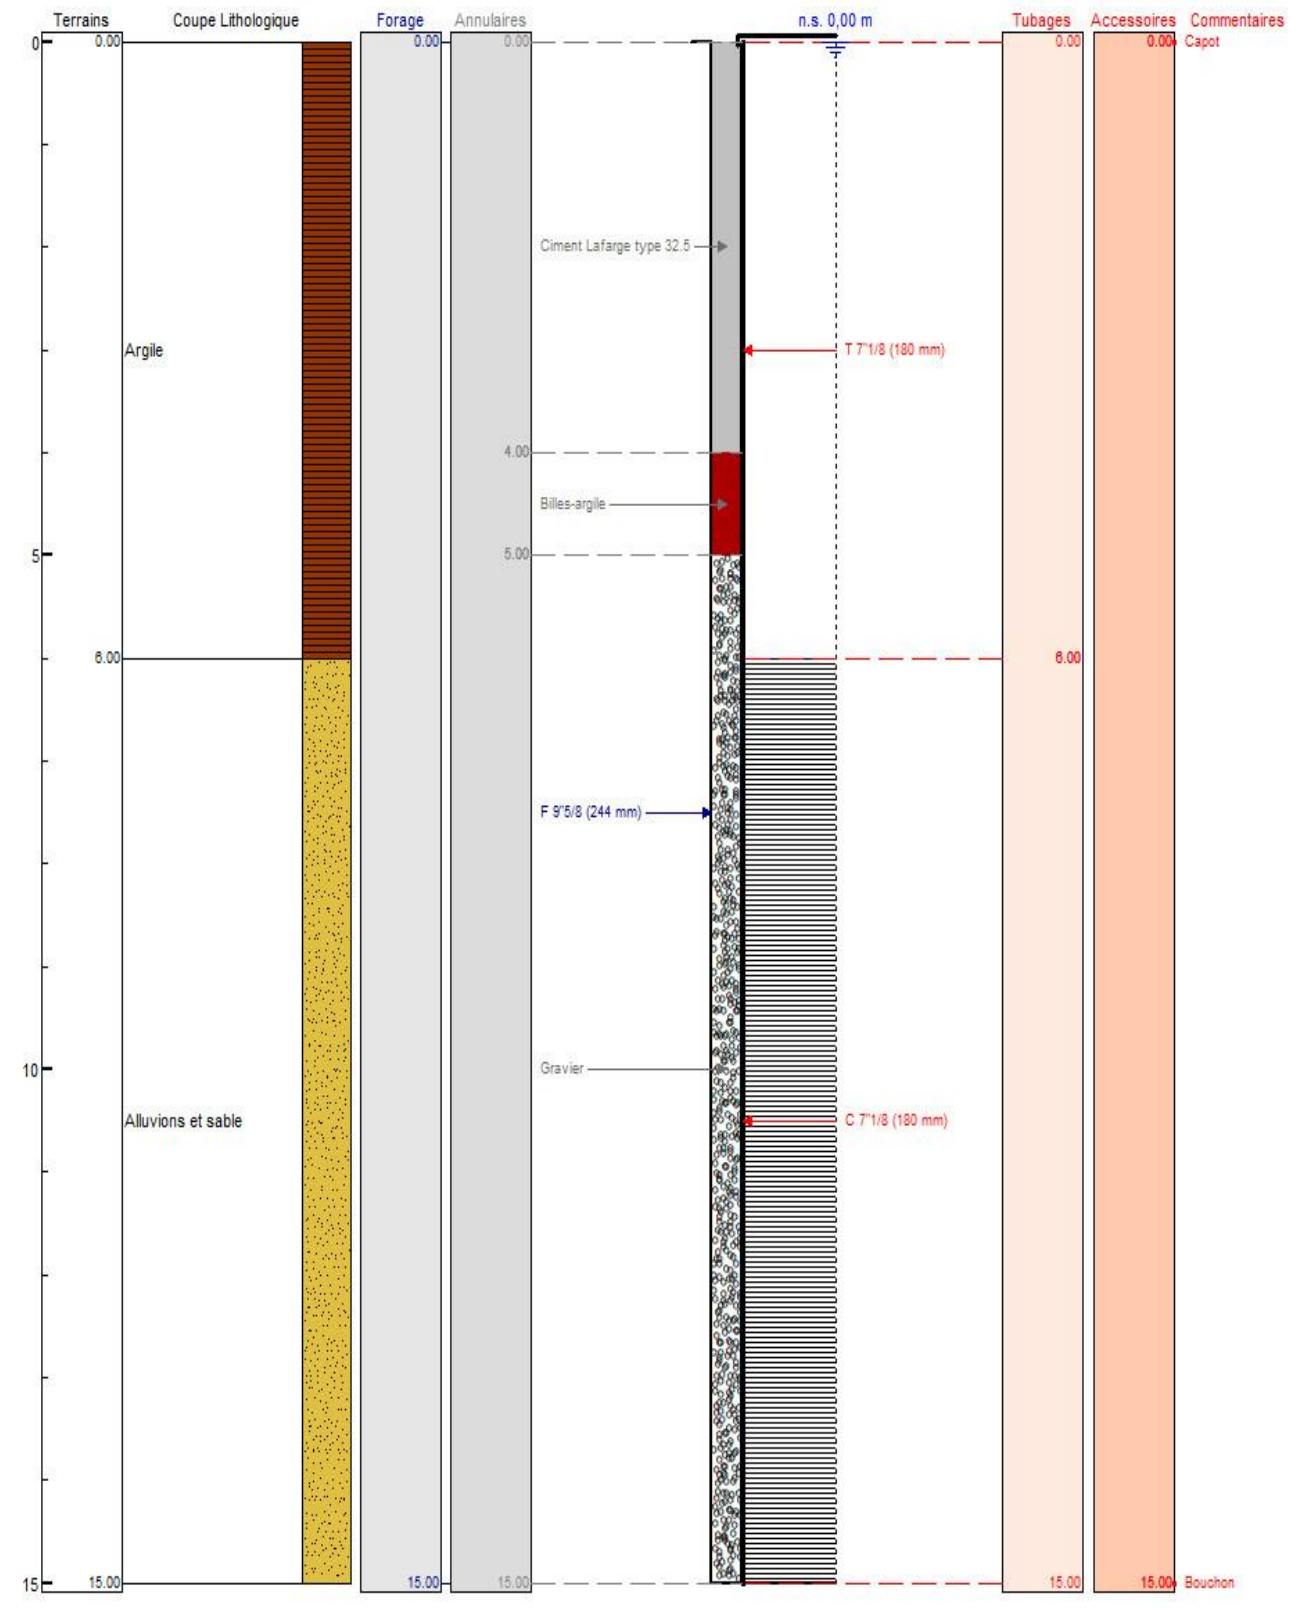 Terrains Coupe Lithologique Forage Annulaires n.s. 0,00 m Tubages Accessoires Commentaires
0 0.00 0.00 0.00 0.00 0.00 Capot
Ciment Lafarge type 32.5
Argile T 7"1/8 (180 mm)
4.00
Billes-argile
5 5.00
6.00 6.00
F 9"5/8 (244 mm)
10 Gravier
Alluvions et sable C 7"1/8 (180 mm)
15 15.00 15.00 15.00 15.00 15.00 Bouchon